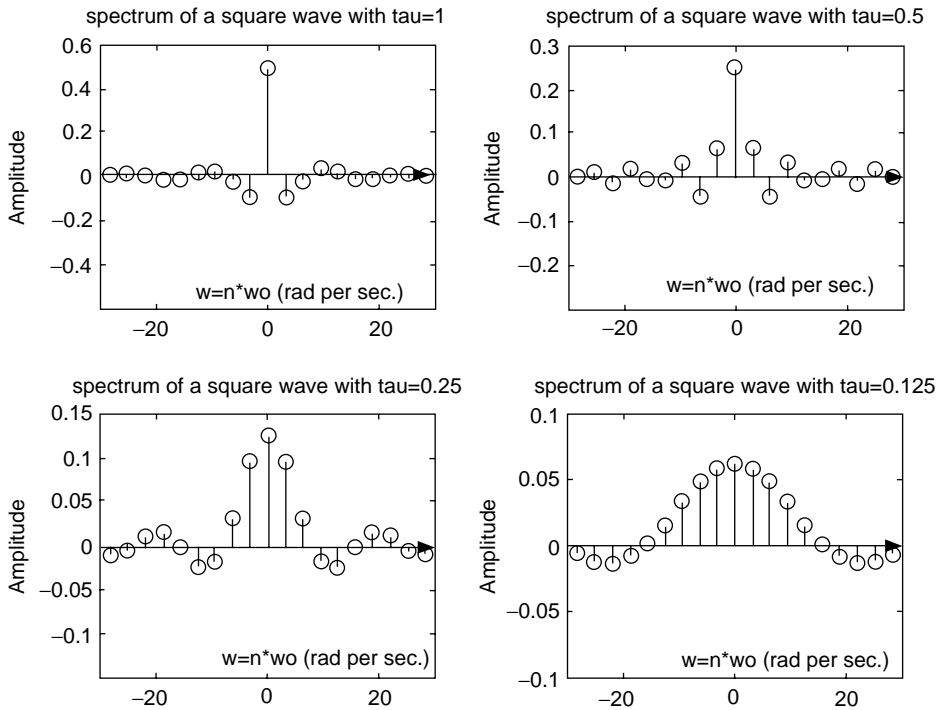 spectrum of a square wave with tau=1
0.6
0.4
0.2
0
−0.2
−0.4
Amplitude
w=n*wo (rad per sec.)
−20
0
20
spectrum of a square wave with tau=0.5
0.3
0.2
0.1
0
−0.1
−0.2
Amplitude
w=n*wo (rad per sec.)
−20
0
20
spectrum of a square wave with tau=0.25
0.15
0.1
0.05
0
−0.05
−0.1
Amplitude
w=n*wo (rad per sec.)
−20
0
20
spectrum of a square wave with tau=0.125
0.1
0.05
0
−0.05
−0.1
Amplitude
w=n*wo (rad per sec.)
−20
0
20